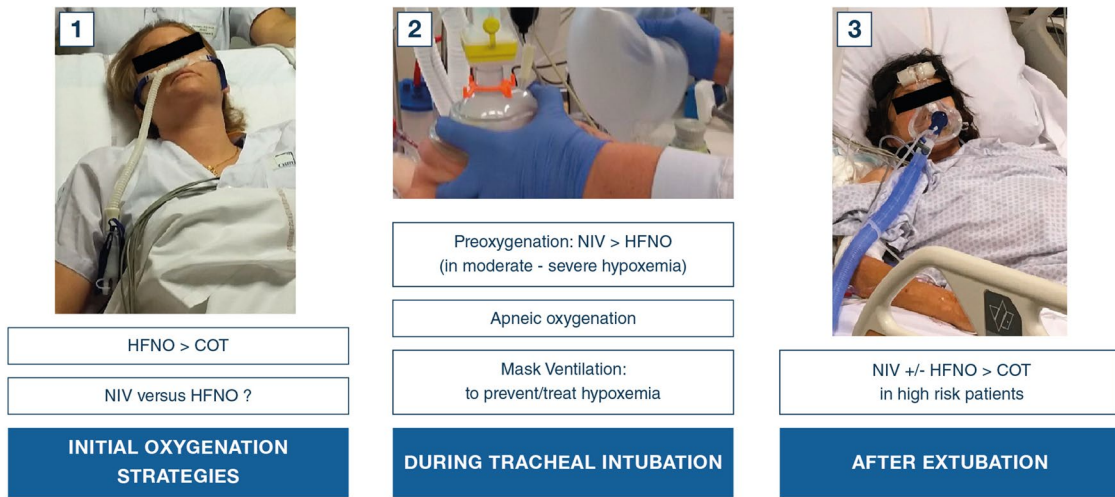 1
HFNO > COT
NIV versus HFNO ?
INITIAL OXYGENATION
STRATEGIES
2
Preoxygenation: NIV > HFNO
(in moderate - severe hypoxemia)
Apneic oxygenation
Mask Ventilation:
to prevent/treat hypoxemia
DURING TRACHEAL INTUBATION
3
NIV +/- HFNO > COT
in high risk patients
AFTER EXTUBATION